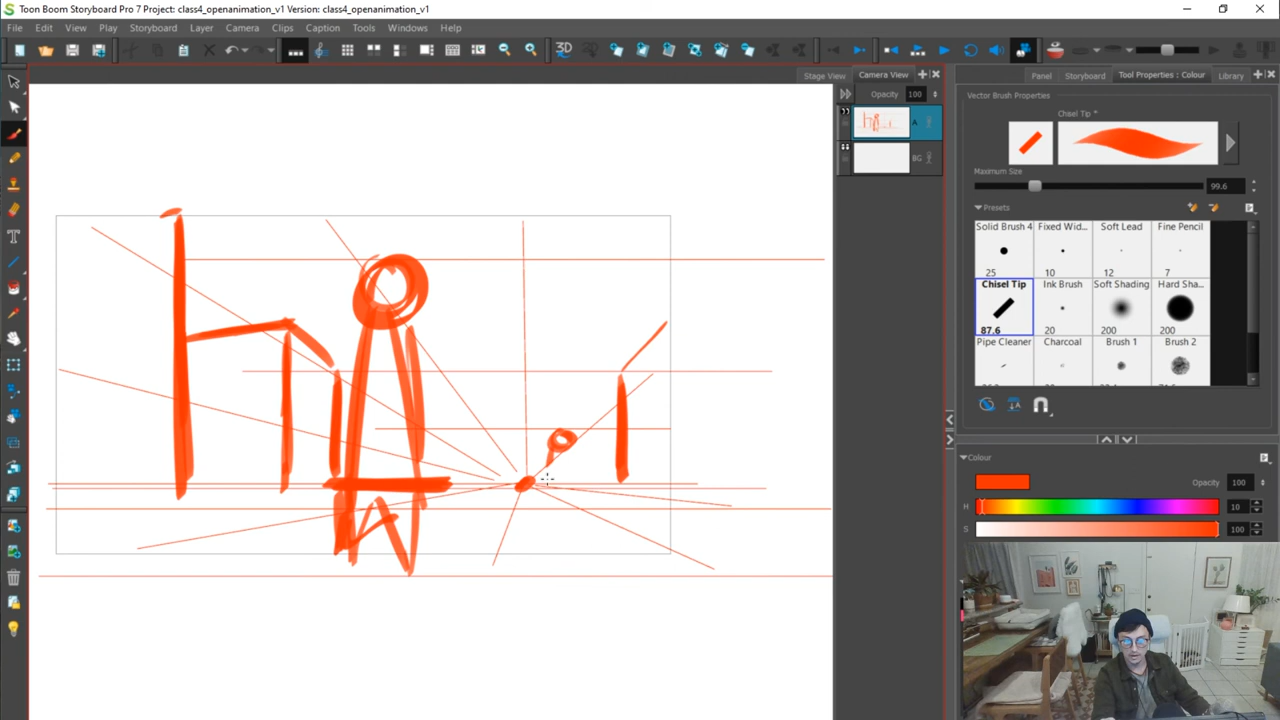 Toon Boom Storyboard Pro 7 Project: class4_openanimation_v1 Version: class4_openanimation_v1
File Edit View Play Storyboard Layer Camera Clips Caption Tools Windows Help
3D
Stage View Camera View
Opacity 100
A
BG
Panel Storyboard Tool Properties : Colour Library
Vector Brush Properties
Chisel Tip *
Maximum Size
99.6
Presets
Solid Brush 4 Fixed Wid... Soft Lead Fine Pencil
25 10 12 7
Chisel Tip Ink Brush Soft Shading Hard Sha...
87.6 20 200 200
Pipe Cleaner Charcoal Brush 1 Brush 2
Colour
Opacity 100
H 10
S 100